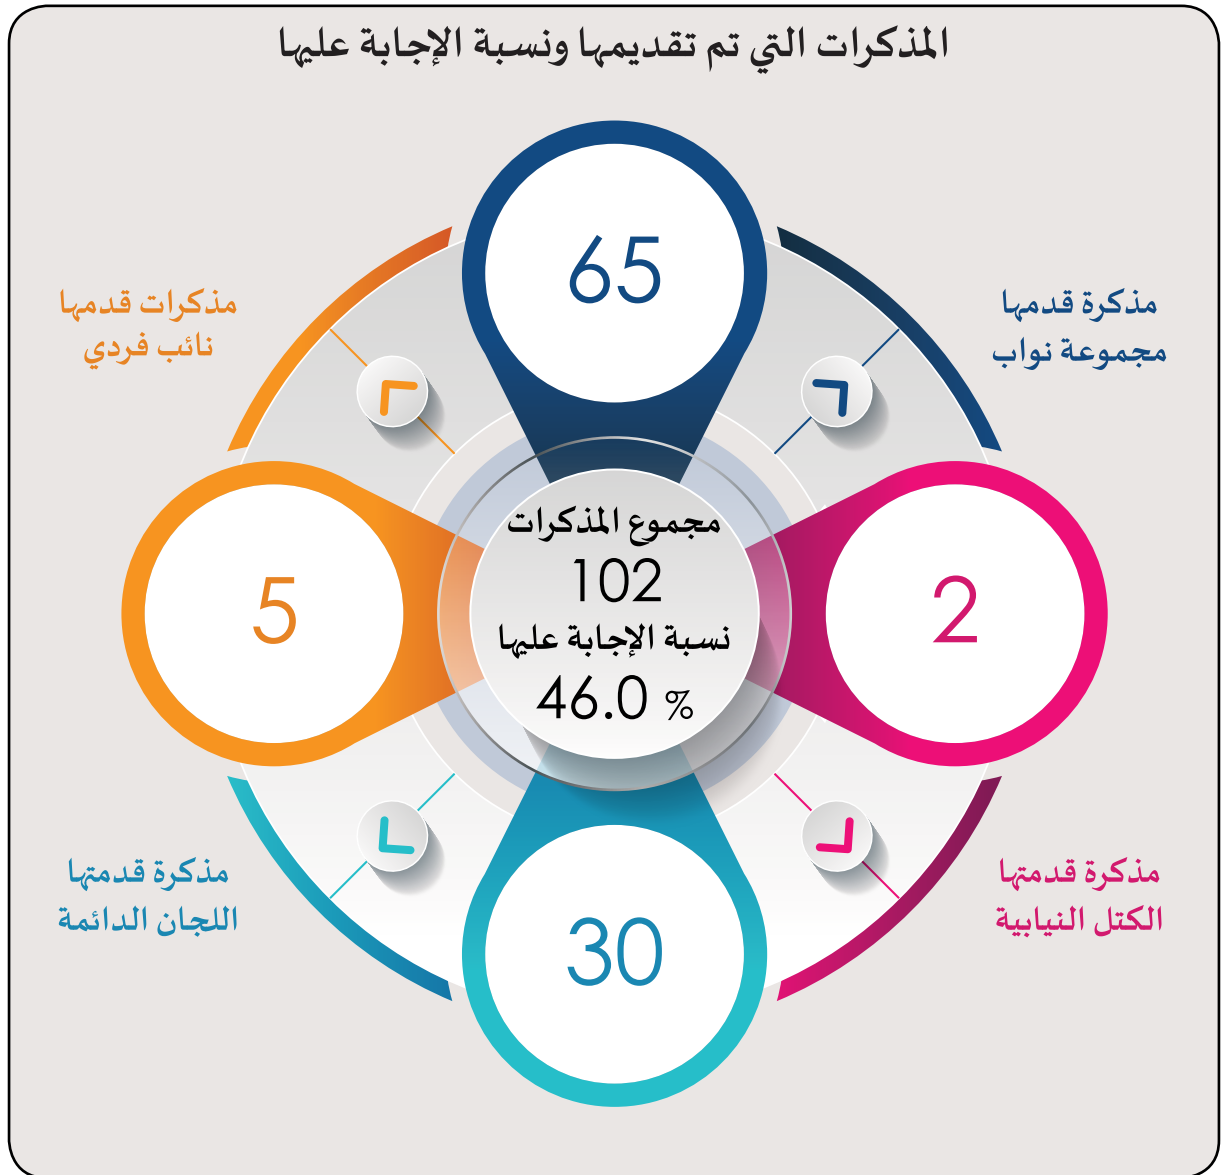 المذكرات التي تم تقديمها ونسبة الإجابة عليها
65
مذكرة قدمها
مجموعة نواب
مذكرات قدمها
نائب فردي
2
5
مجموع المذكرات
102
نسبة الإجابة عليها
46.0 %
مذكرة قدمتها
الكتل النيابية
مذكرة قدمتها
اللجان الدائمة
30